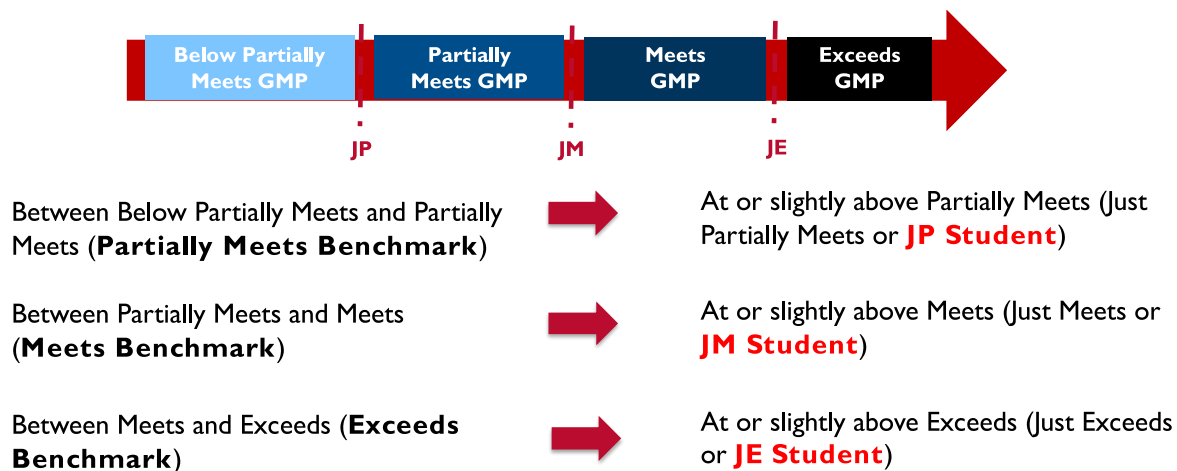 Below Partially
Meets GMP
Partially
Meets GMP
Meets
GMP
Exceeds
GMP
JP
JM
JE
Between Below Partially Meets and Partially
Meets (Partially Meets Benchmark)
At or slightly above Partially Meets (Just
Partially Meets or JP Student)
Between Partially Meets and Meets
(Meets Benchmark)
At or slightly above Meets (Just Meets or
JM Student)
Between Meets and Exceeds (Exceeds
Benchmark)
At or slightly above Exceeds (Just Exceeds
or JE Student)